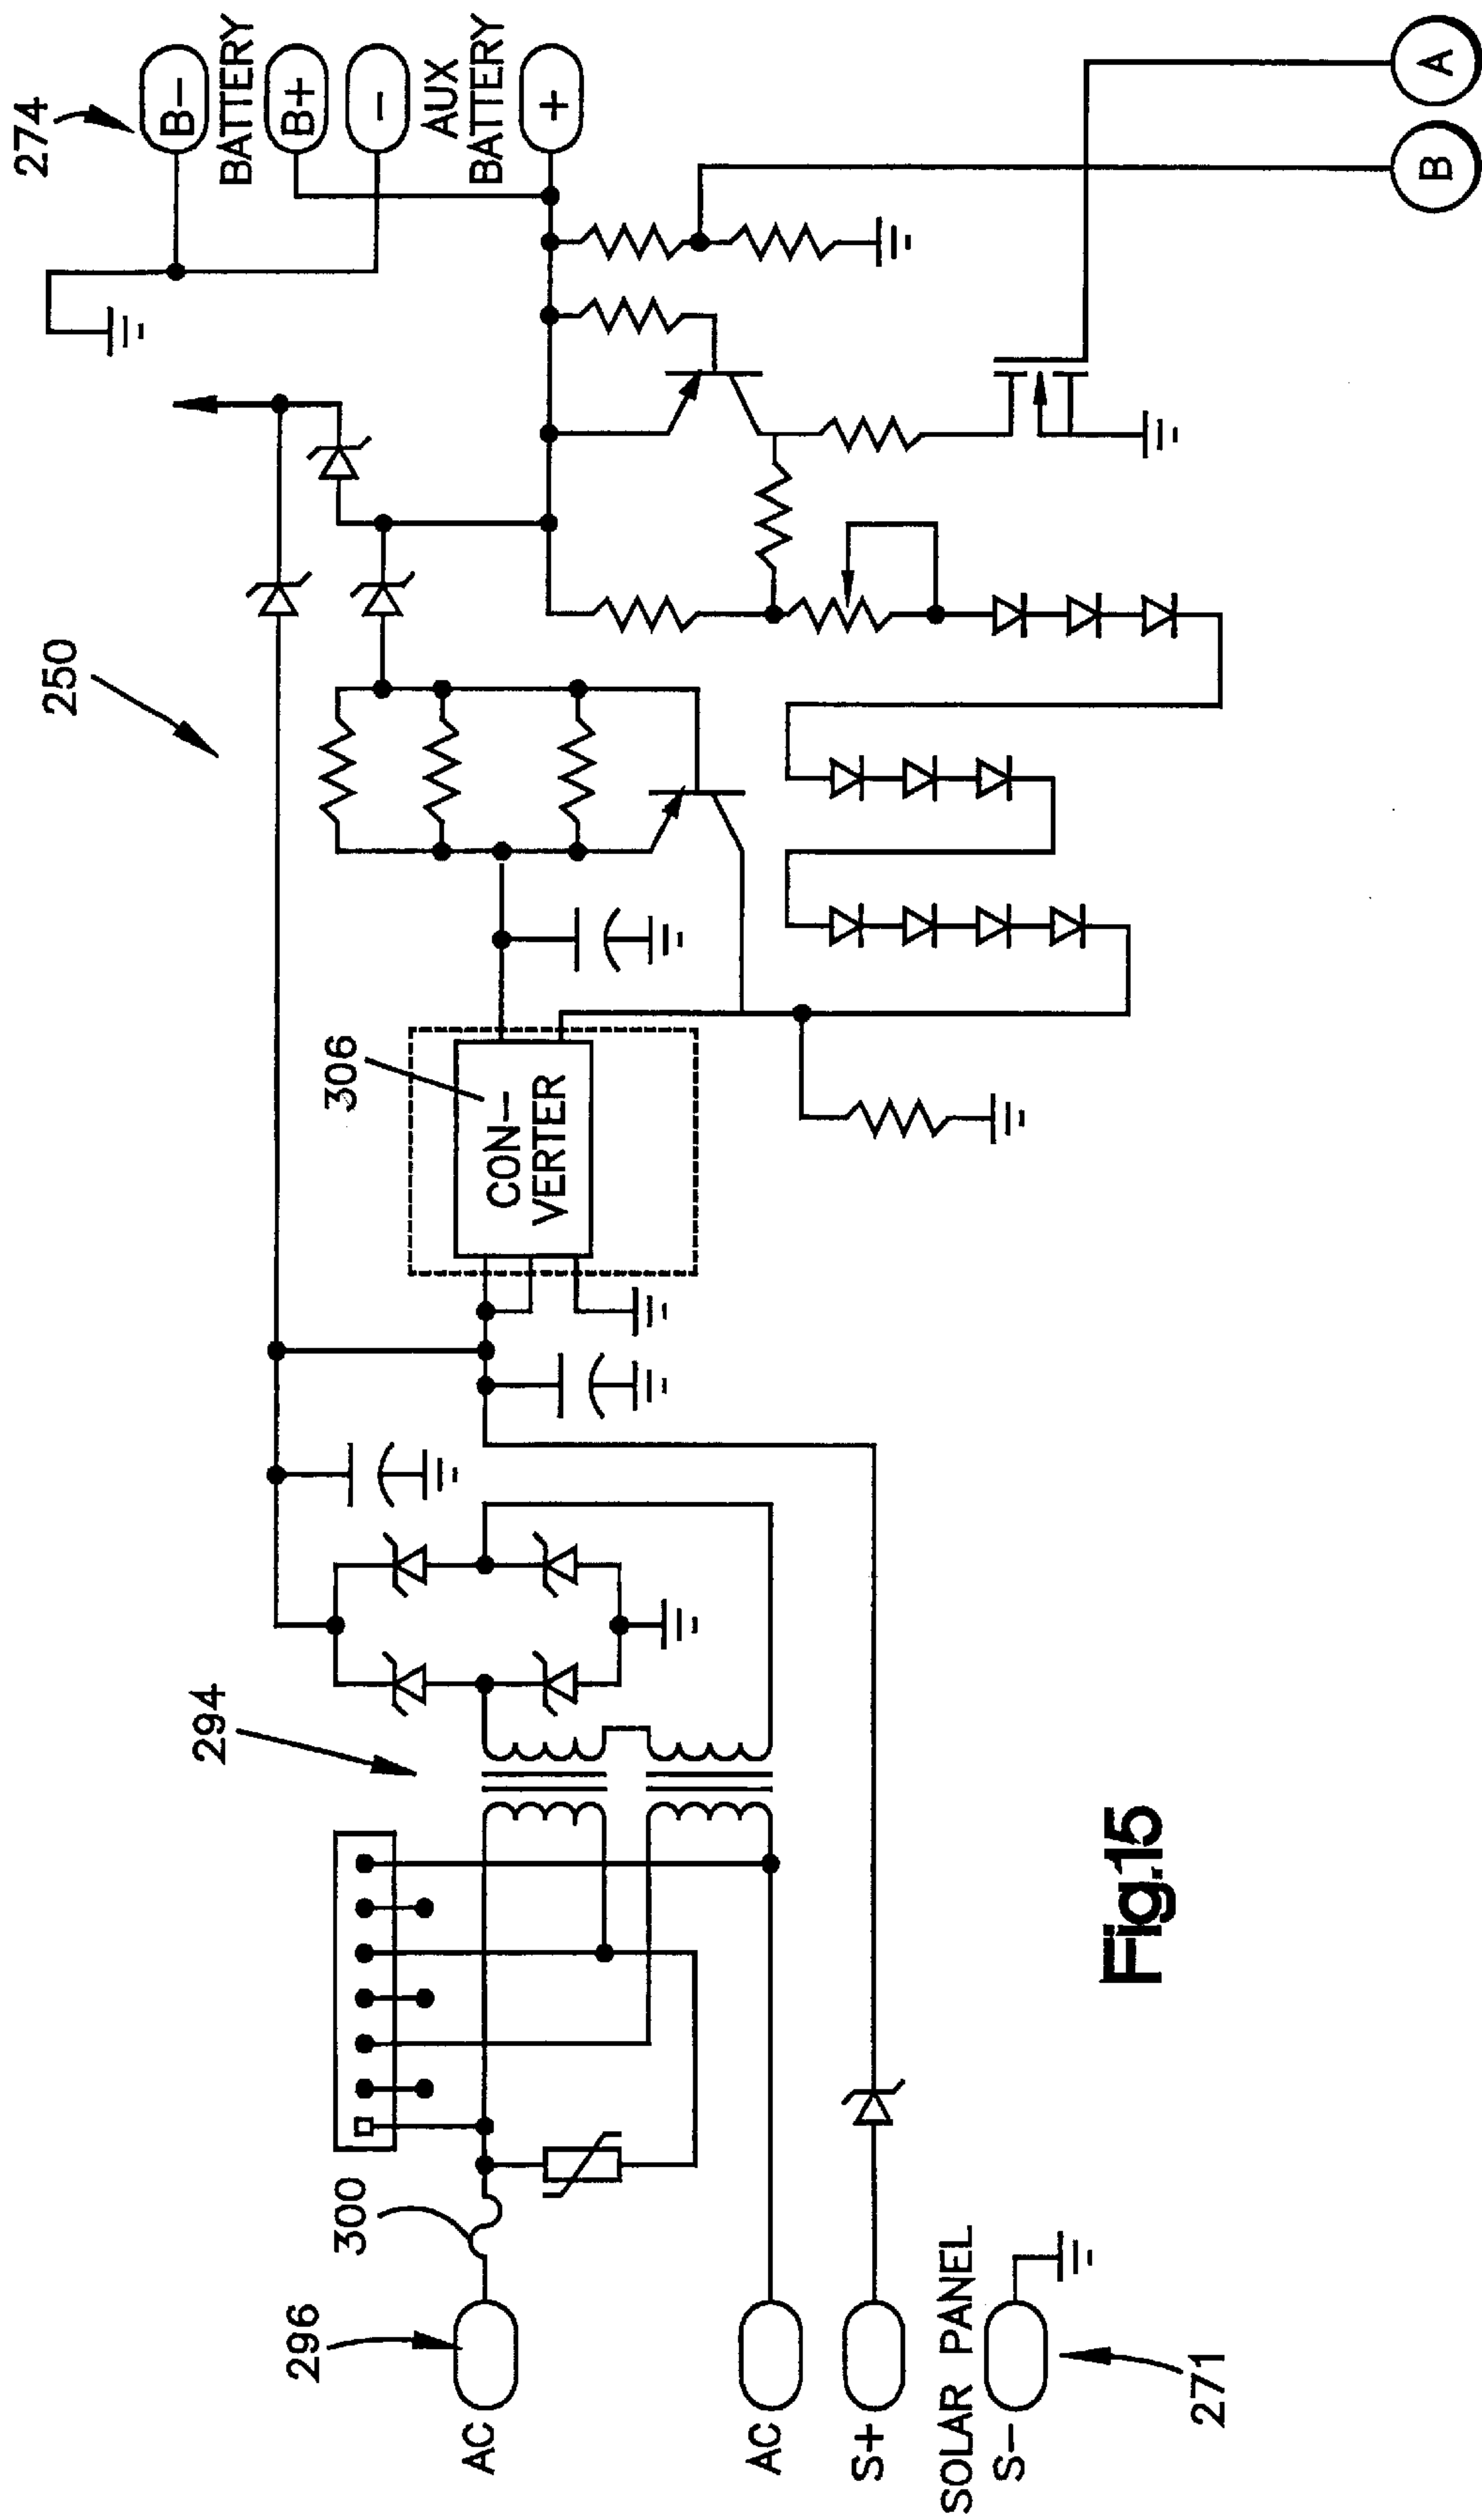 274
B-
BATTERY
B+
-
AUX
BATTERY
+
A
B
250
306
CON-
VERTER
294
300
296
AC
AC
S+
SOLAR PANEL
S-
271
Fig.15